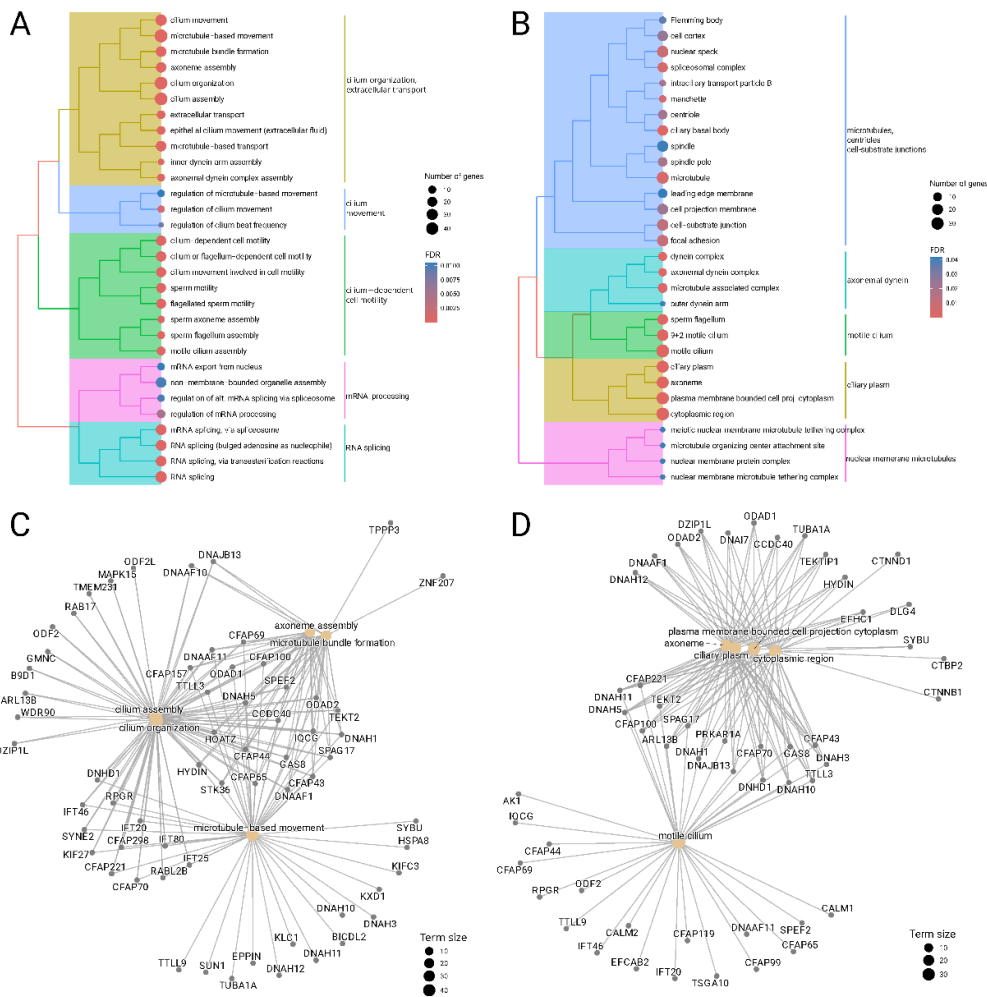 A
cilium movement
microtubule-based movement
microtubule bundle formation
axoneme assembly
cilium organization
cilium assembly
extracellular transport
epithelial cilium movement (extracellular fluid)
microtubule-based transport
inner dynein arm assembly
axonemal dynein complex assembly
regulation of microtubule-based movement
regulation of cilium movement
regulation of cilium beat frequency
cilium-dependent cell motility
cilium or flagellum-dependent cell motility
cilium movement involved in cell motility
sperm motility
flagellated sperm motility
sperm axoneme assembly
sperm flagellum assembly
motile cilium assembly
mRNA export from nucleus
non-membrane-bounded organelle assembly
regulation of alt. mRNA splicing via spliceosome
regulation of mRNA processing
mRNA splicing, via spliceosome
RNA splicing (bulged adenosine as nucleophile)
RNA splicing, via transesterification reactions
RNA splicing
cilium organization,
extracellular transport
cilium
movement
cilium-dependent
cell motility
mRNA processing
RNA splicing
Number of genes
10
20
30
40
FDR
0.0100
0.0075
0.0050
0.0025
B
Flemming body
cell cortex
nuclear speck
spliceosomal complex
intraciliary transport particle B
manchette
centriole
ciliary basal body
spindle
spindle pole
microtubule
leading edge membrane
cell projection membrane
cell-substrate junction
focal adhesion
dynein complex
axonemal dynein complex
microtubule associated complex
outer dynein arm
sperm flagellum
9+2 motile cilium
motile cilium
ciliary plasm
axoneme
plasma membrane bounded cell proj. cytoplasm
cytoplasmic region
meiotic nuclear membrane microtubule tethering complex
microtubule organizing center attachment site
nuclear membrane protein complex
nuclear membrane microtubule tethering complex
microtubules,
centrioles
cell-substrate junctions
axonemal dynein
motile cilium
ciliary plasm
nuclear memerane microtubules
Number of genes
10
20
30
FDR
0.04
0.03
0.02
0.01
C
TPPP3
ZNF207
DNAJB13
DNAAF10
ODF2L
MAPK15
TMEM231
RAB17
ODF2
GMNC
B9D1
ARL13B
WDR90
DZIP1L
axoneme assembly
microtubule bundle formation
CFAP69
DNAAF11
CFAP100
CFAP157
ODAD1
SPEF2
TTLL3
DNAH5
ODAD2
cilium assembly
CCDC40
TEKT2
cilium organization
HOATZ
IQCG
DNAH1
CFAP44
SPAG17
GAS8
HYDIN
CFAP65
CFAP43
STK36
DNAAF1
DNHD1
RPGR
IFT46
IFT20
SYNE2
CFAP298
IFT80
KIF27
IFT25
CFAP221
RABL2B
CFAP70
microtubule-based movement
SYBU
HSPA8
KIFC3
KXD1
DNAH10
DNAH3
BICDL2
KLC1
DNAH11
EPPIN
DNAH12
TTLL9
SUN1
TUBA1A
Term size
10
20
30
40
D
ODAD1
DZIP1L
TUBA1A
ODAD2
DNAI7
CCDC40
DNAAF1
TEKTIP1
CTNND1
DNAH12
HYDIN
DLG4
EFHC1
SYBU
CTBP2
CTNNB1
plasma membrane bounded cell projection cytoplasm
axoneme
ciliary plasm
cytoplasmic region
CFAP221
DNAH11
TEKT2
DNAH5
SPAG17
CFAP100
PRKAR1A
ARL13B
CFAP43
DNAH1
CFAP70
GAS8
DNAH3
DNAJB13
TTLL3
DNHD1
DNAH10
AK1
IQCG
motile cilium
CFAP44
CFAP69
RPGR
ODF2
CALM1
TTLL9
CALM2
SPEF2
IFT46
CFAP119
DNAAF11
CFAP65
EFCAB2
CFAP99
IFT20
TSGA10
Term size
10
20
30